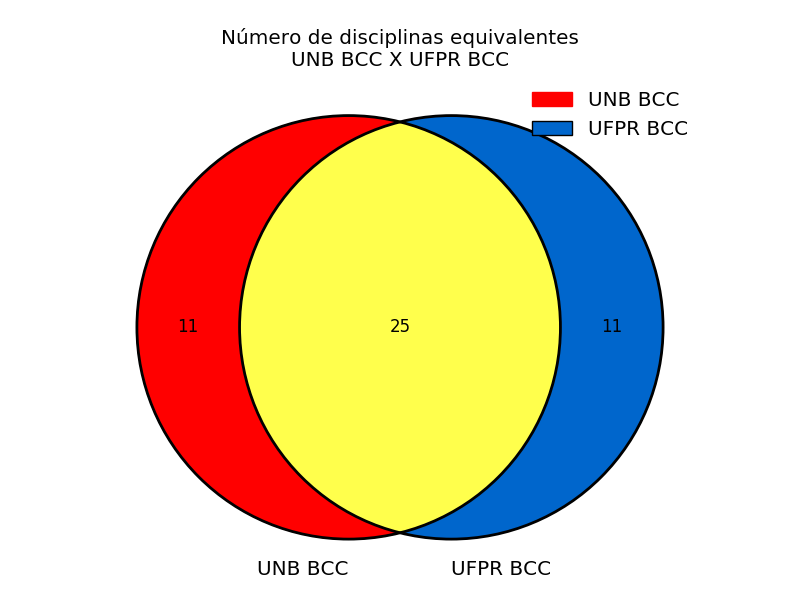 Número de disciplinas equivalentes
UNB BCC X UFPR BCC
UNB BCC
UFPR BCC
11
25
11
UNB BCC
UFPR BCC